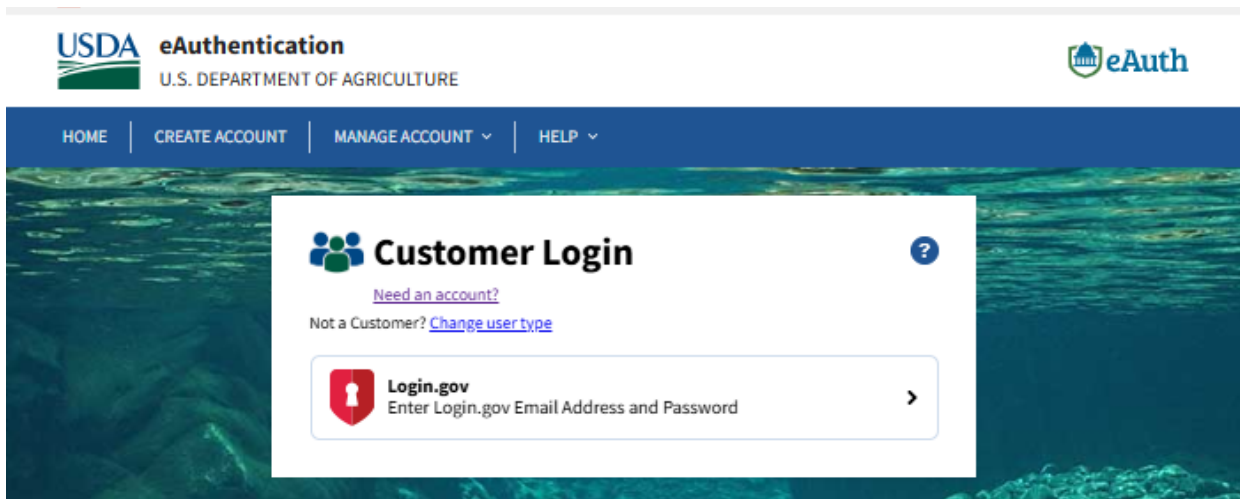 USDA
eAuthentication
U.S. DEPARTMENT OF AGRICULTURE
eAuth
HOME
CREATE ACCOUNT
MANAGE ACCOUNT
HELP
Customer Login
?
Need an account?
Not a Customer? Change user type
Login.gov
Enter Login.gov Email Address and Password